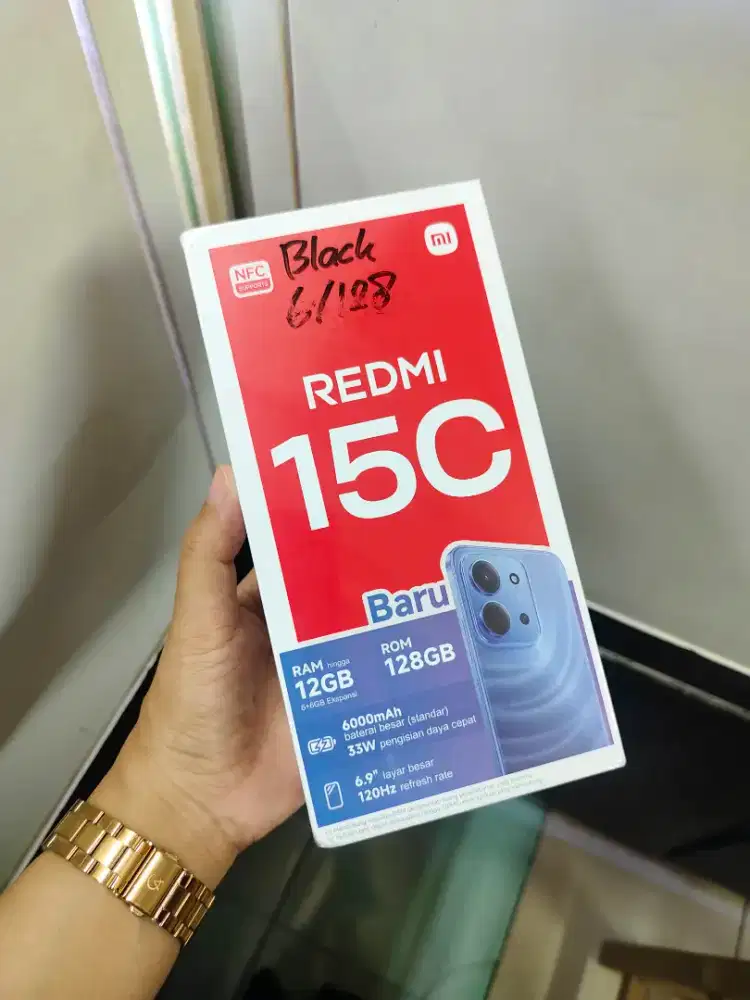 NFC
SUPPORTS
Black
6/128
mi
REDMI
15C
Baru
RAM hingga
12GB
6+6GB Ekspansi
ROM
128GB
6000mAh
baterai besar (standar)
33W pengisian daya cepat
6.9" layar besar
120Hz refresh rate